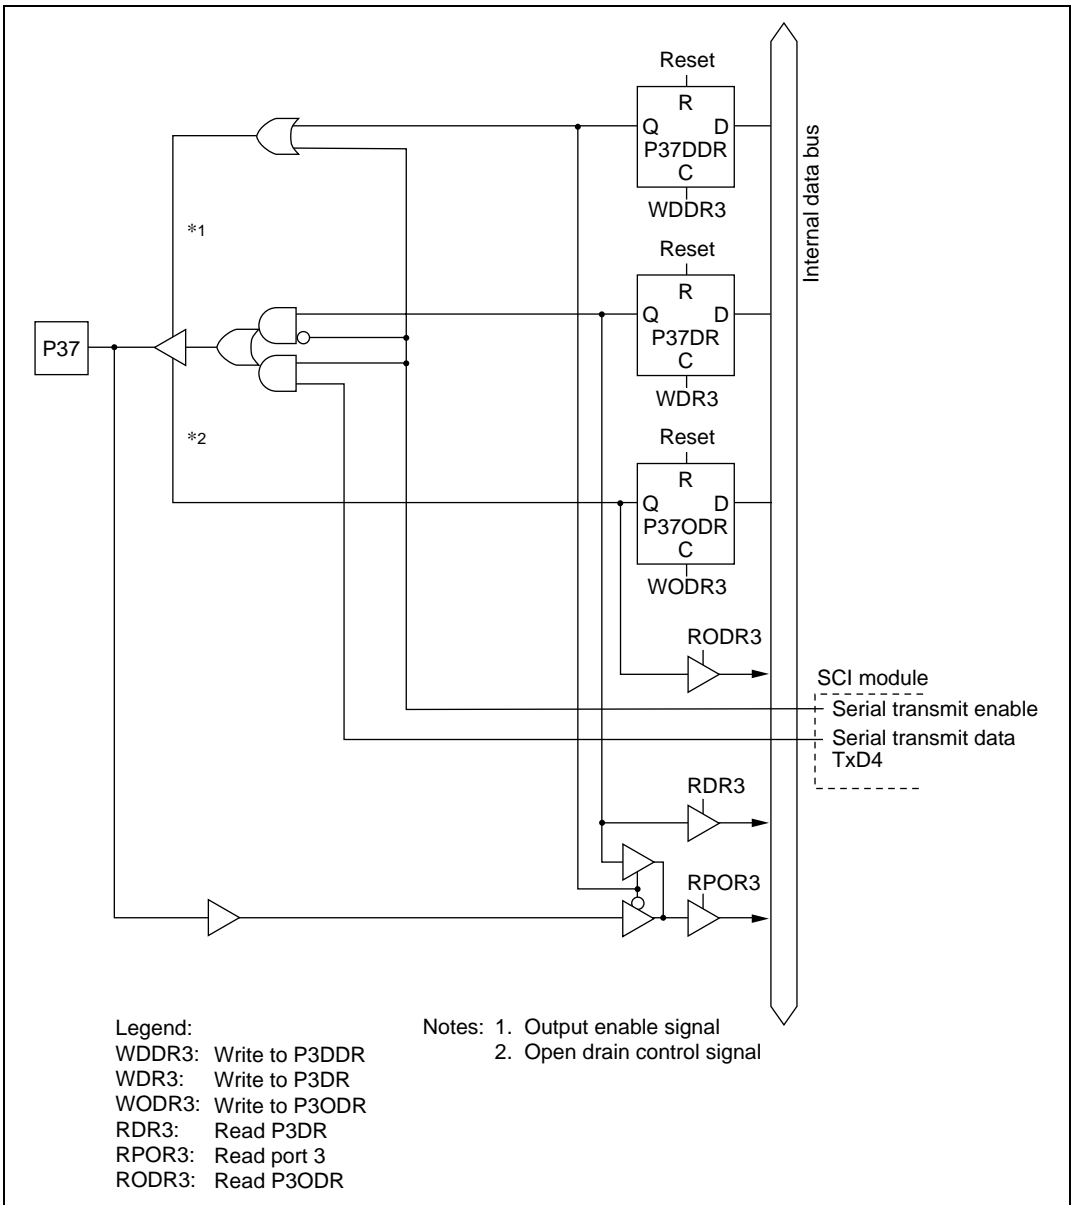 Reset
R
Q D
P37DDR
C
WDDR3
Internal data bus
*1
Reset
R
Q D
P37DR
C
WDR3
P37
*2
Reset
R
Q D
P37ODR
C
WODR3
RODR3
SCI module
Serial transmit enable
Serial transmit data
TxD4
RDR3
RPOR3
Legend:
WDDR3: Write to P3DDR
WDR3: Write to P3DR
WODR3: Write to P3ODR
RDR3: Read P3DR
RPOR3: Read port 3
RODR3: Read P3ODR
Notes: 1. Output enable signal
2. Open drain control signal